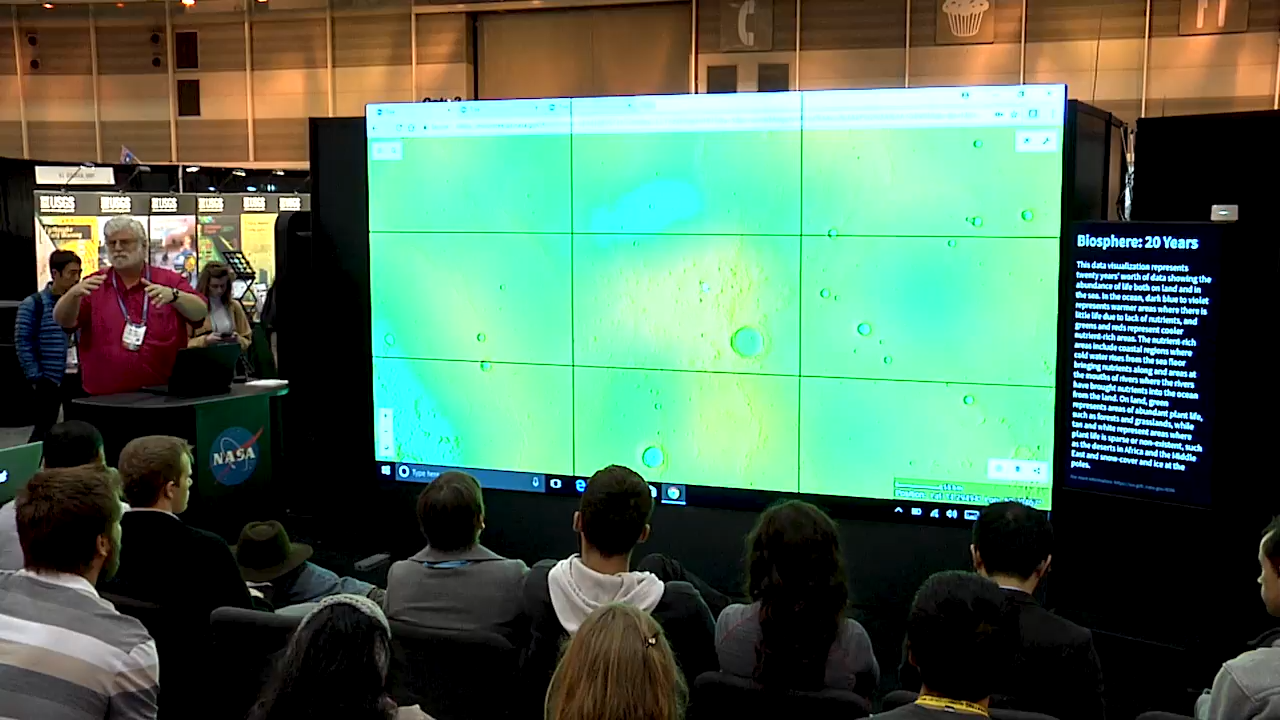 USGS
USGS
USGS
USGS
USGS
NASA
Type here
Biosphere: 20 Years
This data visualization represents
twenty years' worth of data showing the
abundance of life both on land and in
the sea. In the ocean, dark blue to violet
represents warmer areas where there is
little life due to lack of nutrients, and
greens and reds represent cooler
nutrient-rich areas. The nutrient-rich
areas include coastal regions where
cold water rises from the sea floor
bringing nutrients along and areas at
the mouths of rivers where the rivers
have brought nutrients into the ocean
from the land. On land, green
represents areas of abundant plant life,
such as forests and grasslands, while
tan and white represent areas where
plant life is sparse or non-existent, such
as the deserts in Africa and the Middle
East and snow-cover and ice at the
poles.